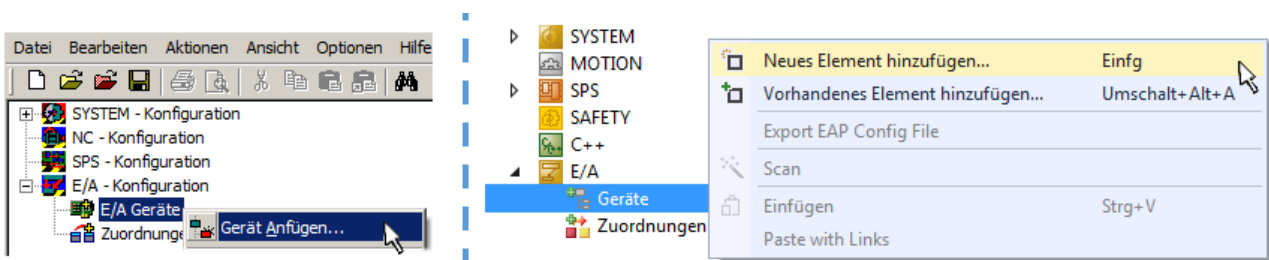 Datei Bearbeiten Aktionen Ansicht Optionen Hilfe
SYSTEM - Konfiguration
NC - Konfiguration
SPS - Konfiguration
E/A - Konfiguration
E/A Geräte
Gerät Anfügen...
Zuordnunge
SYSTEM
MOTION
SPS
SAFETY
C++
E/A
Geräte
Zuordnungen
Neues Element hinzufügen... Einfg
Vorhandenes Element hinzufügen... Umschalt+Alt+A
Export EAP Config File
Scan
Einfügen Strg+V
Paste with Links